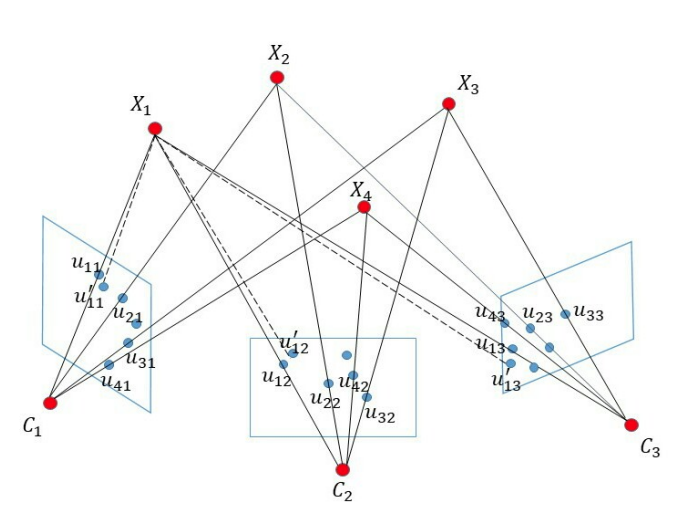 X₂
X₃
X₁
X₄
u₁₁
u′₁₁
u₂₁
u₃₁
u₄₁
u′₁₂
u₁₂
u₂₂
u₄₂
u₃₂
u₄₃
u₂₃
u₃₃
u₁₃
u′₁₃
C₁
C₂
C₃